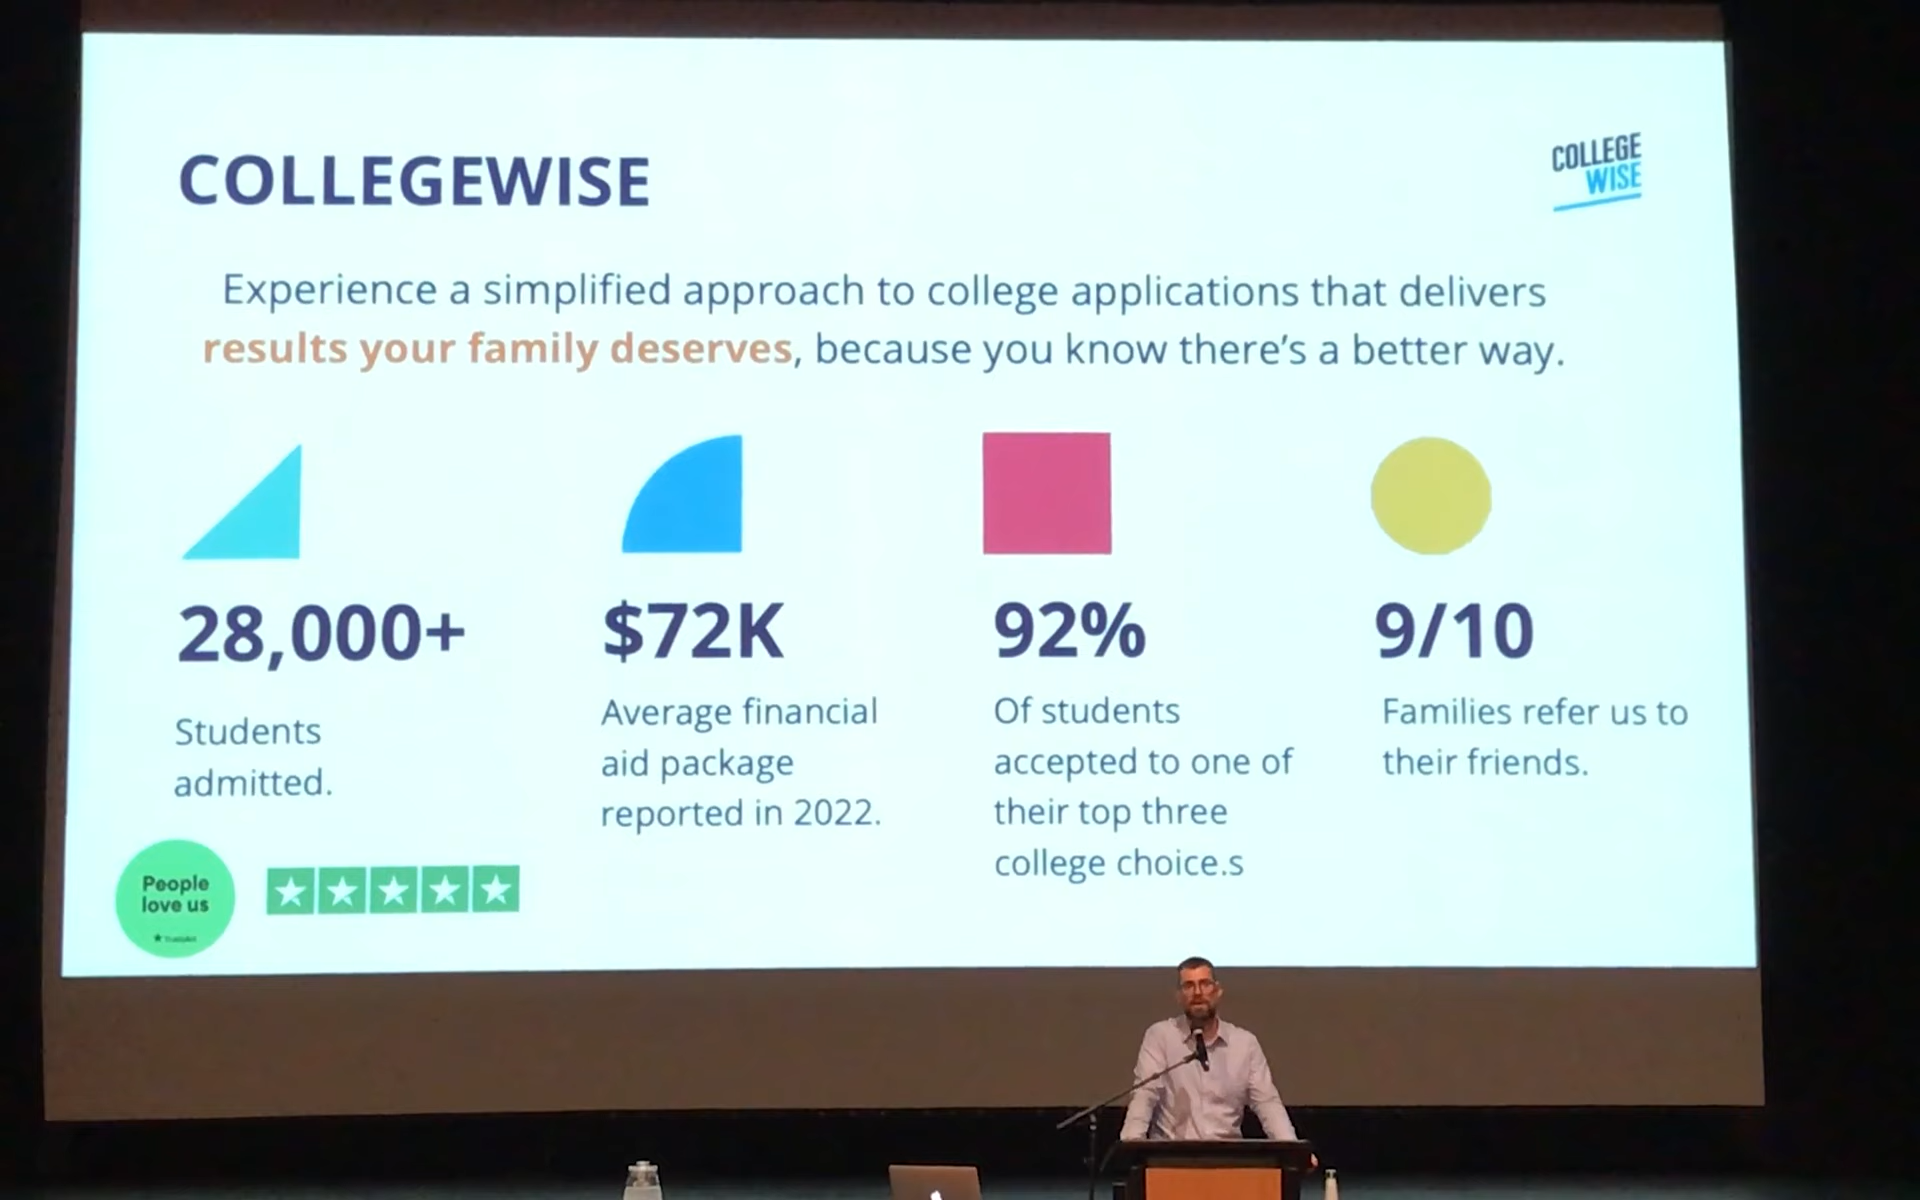 COLLEGEWISE
COLLEGE
WISE
Experience a simplified approach to college applications that delivers
results your family deserves, because you know there's a better way.
28,000+
Students
admitted.
$72K
Average financial
aid package
reported in 2022.
92%
Of students
accepted to one of
their top three
college choice.s
9/10
Families refer us to
their friends.
People
love us